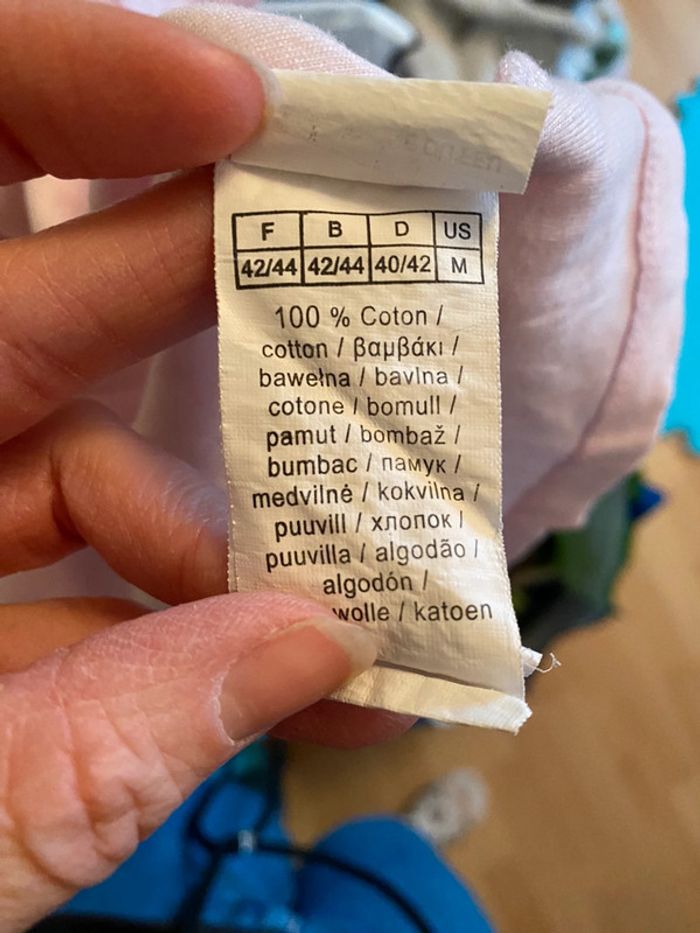 F B D US
42/44 42/44 40/42 M
100 % Coton /
cotton / βαμβάκι /
bawełna / bavlna /
cotone / bomull /
pamut / bombaž /
bumbac / памук /
medvilnė / kokvilna /
puuvill / хлопок /
puuvilla / algodão /
algodón /
wolle / katoen